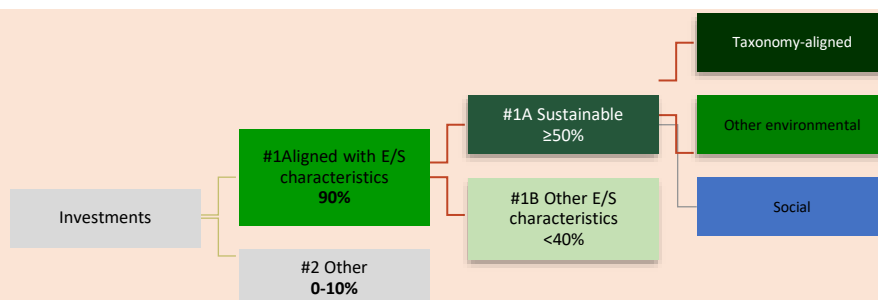 Investments
#1Aligned with E/S
characteristics
90%
#2 Other
0-10%
#1A Sustainable
≥50%
#1B Other E/S
characteristics
<40%
Taxonomy-aligned
Other environmental
Social